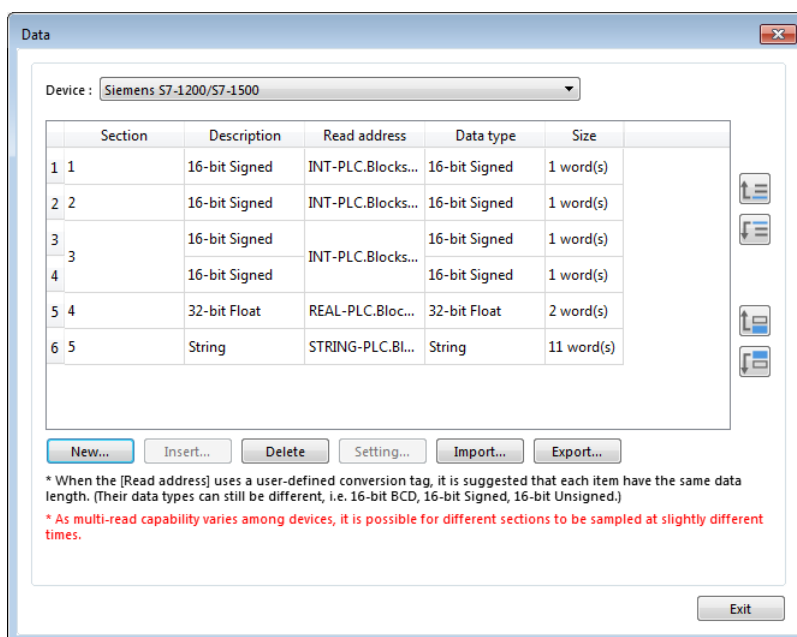 Data
Device : Siemens S7-1200/S7-1500
Section Description Read address Data type Size
1 1 16-bit Signed INT-PLC.Blocks... 16-bit Signed 1 word(s)
2 2 16-bit Signed INT-PLC.Blocks... 16-bit Signed 1 word(s)
3 3 16-bit Signed INT-PLC.Blocks... 16-bit Signed 1 word(s)
4 16-bit Signed 16-bit Signed 1 word(s)
5 4 32-bit Float REAL-PLC.Bloc... 32-bit Float 2 word(s)
6 5 String STRING-PLC.Bl... String 11 word(s)
New... Insert... Delete Setting... Import... Export...
* When the [Read address] uses a user-defined conversion tag, it is suggested that each item have the same data
length. (Their data types can still be different, i.e. 16-bit BCD, 16-bit Signed, 16-bit Unsigned.)
* As multi-read capability varies among devices, it is possible for different sections to be sampled at slightly different
times.
Exit